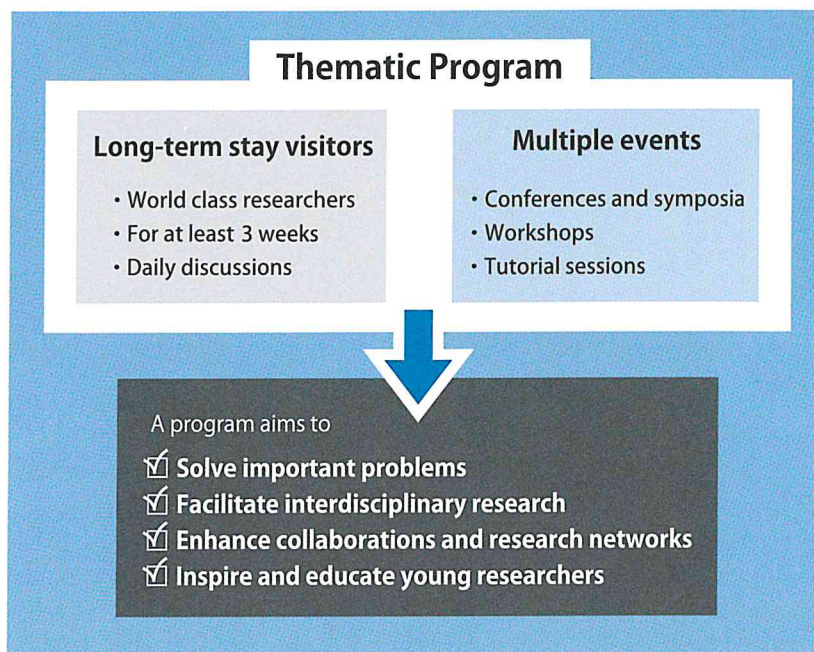 Thematic Program
Long-term stay visitors
・World class researchers
・For at least 3 weeks
・Daily discussions
Multiple events
・Conferences and symposia
・Workshops
・Tutorial sessions
A program aims to
☑ Solve important problems
☑ Facilitate interdisciplinary research
☑ Enhance collaborations and research networks
☑ Inspire and educate young researchers